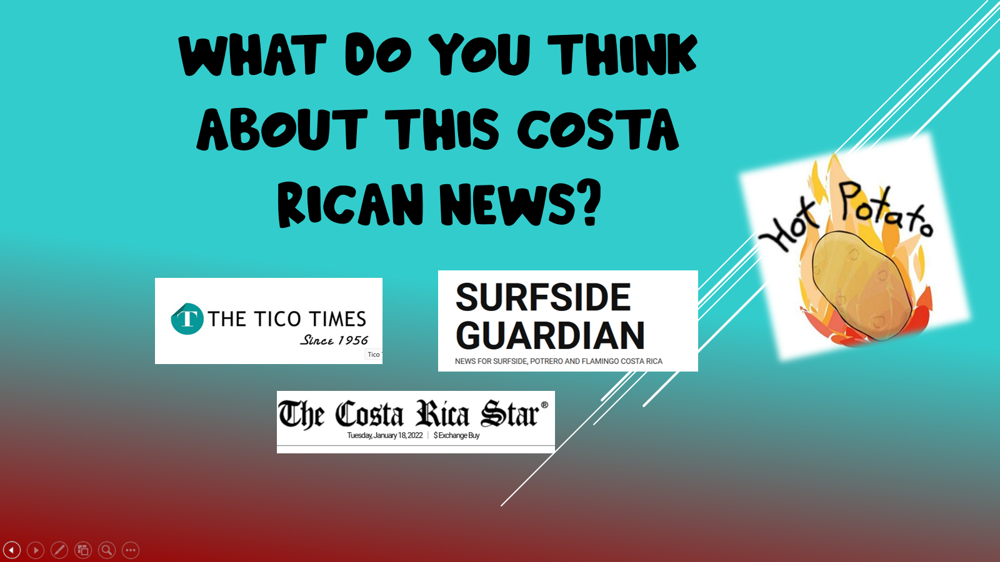 WHAT DO YOU THINK
ABOUT THIS COSTA
RICAN NEWS?
Hot Potato
T THE TICO TIMES
Since 1956
Tico
SURFSIDE
GUARDIAN
NEWS FOR SURFSIDE, POTRERO AND FLAMINGO COSTA RICA
The Costa Rica Star®
Tuesday, January 18, 2022 | $ Exchange Buy